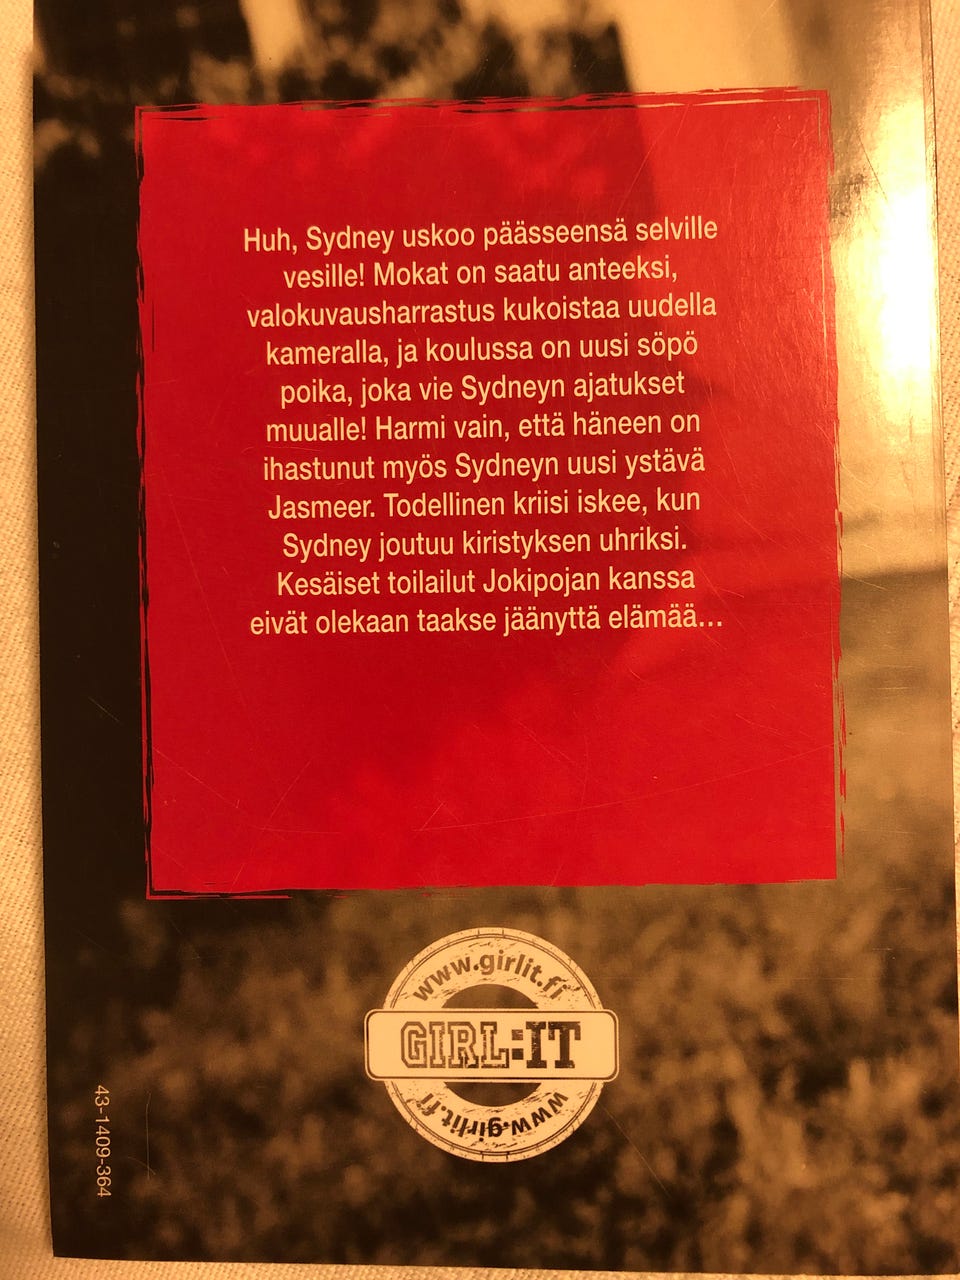 Huh, Sydney uskoo päässeensä selville
vesille! Mokat on saatu anteeksi,
valokuvausharrastus kukoistaa uudella
kameralla, ja koulussa on uusi söpö
poika, joka vie Sydneyn ajatukset
muualle! Harmi vain, että häneen on
ihastunut myös Sydneyn uusi ystävä
Jasmeer. Todellinen kriisi iskee, kun
Sydney joutuu kiristyksen uhriksi.
Kesäiset toilailut Jokipojan kanssa
eivät olekaan taakse jäänyttä elämää...
www.girlit.fi
GIRL:IT
www.girlit.fi
43-1409-364